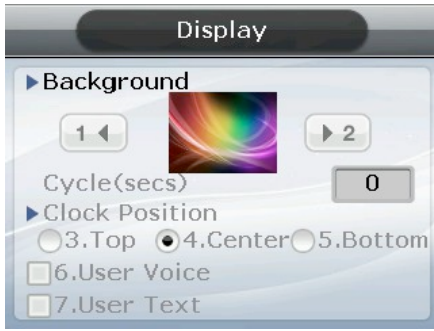 Display
Background
1 2
Cycle(secs) 0
Clock Position
3.Top 4.Center 5.Bottom
6.User Voice
7.User Text